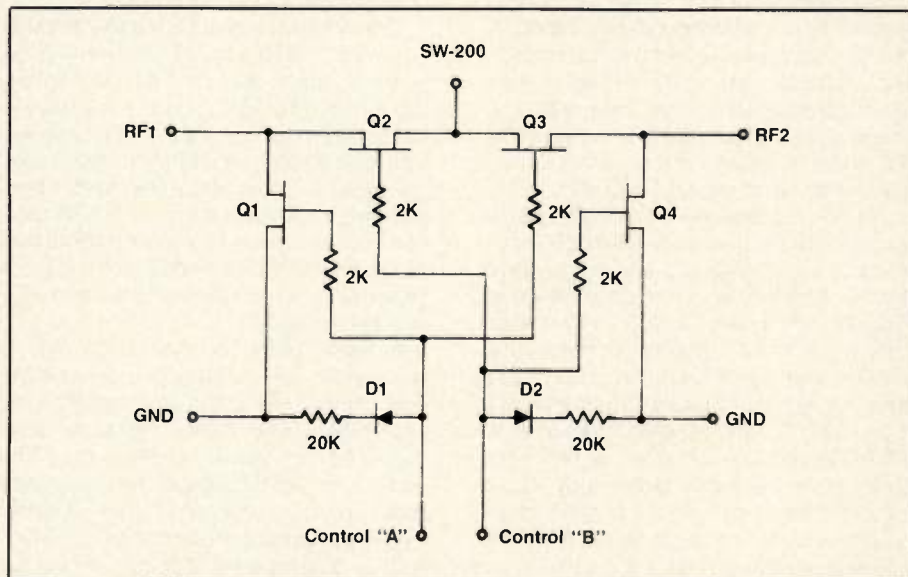 SW-200
RF1
Q2
Q3
RF2
Q1
2K
2K
Q4
2K
2K
D1
D2
GND
GND
20K
20K
Control "A"
Control "B"